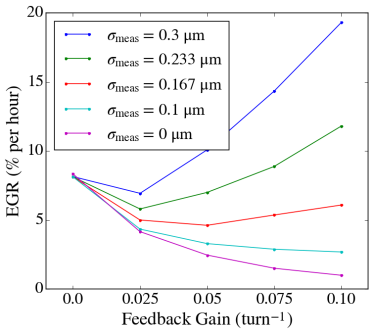 EGR (% per hour)
20
15
10
5
0
σmeas = 0.3 μm
σmeas = 0.233 μm
σmeas = 0.167 μm
σmeas = 0.1 μm
σmeas = 0 μm
0.0 0.025 0.05 0.075 0.10
Feedback Gain (turn⁻¹)